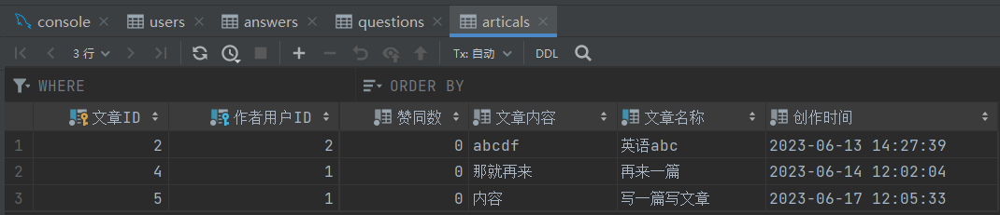 console users answers questions articals
3 行 Tx: 自动 DDL
WHERE ORDER BY
文章ID 作者用户ID 赞同数 文章内容 文章名称 创作时间
1 2 2 0 abcdf 英语abc 2023-06-13 14:27:39
2 4 1 0 那就再来 再来一篇 2023-06-14 12:02:04
3 5 1 0 内容 写一篇写文章 2023-06-17 12:05:33